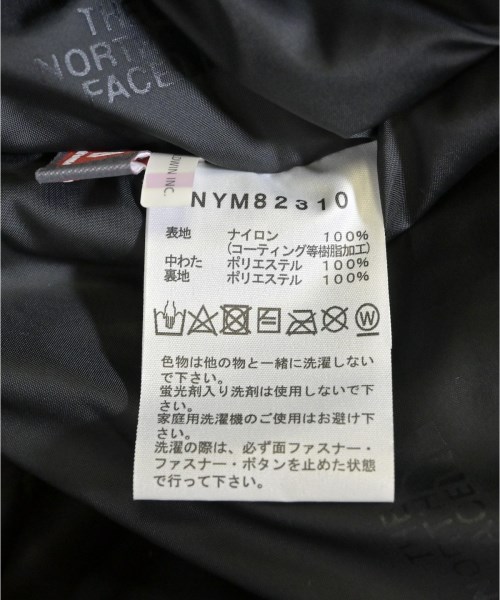 THE
NORTH
FACE
DWIN INC.
NYM82310
表地 ナイロン 100%
(コーティング等樹脂加工)
中わた ポリエステル 100%
裏地 ポリエステル 100%
色物は他の物と一緒に洗濯しない
で下さい。
蛍光剤入り洗剤は使用しないで下
さい。
家庭用洗濯機のご使用はお避け下
さい。
洗濯の際は、必ず面ファスナー・
ファスナー・ボタンを止めた状態
で行って下さい。